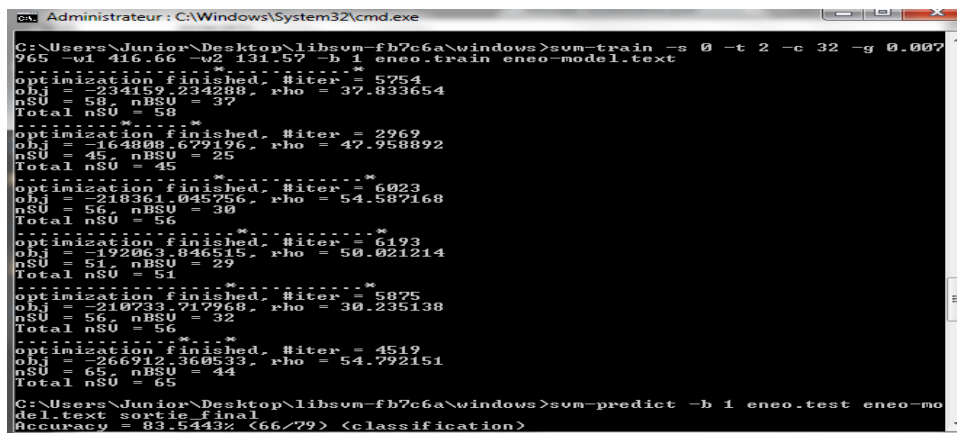 Administrateur : C:\Windows\System32\cmd.exe
C:\Users\Junior\Desktop\libsvm-fb7c6a\windows>svm-train -s 0 -t 2 -c 32 -g 0.007
965 -w1 416.66 -w2 131.57 -b 1 eneo.train eneo-model.text
optimization finished, #iter = 5754
obj = -234159.234288, rho = 37.833654
nSV = 58, nBSV = 37
Total nSV = 58
.........*.....*
optimization finished, #iter = 2969
obj = -164808.679196, rho = 47.958892
nSV = 45, nBSV = 25
Total nSV = 45
optimization finished, #iter = 6023
obj = -218361.045756, rho = 54.587168
nSV = 56, nBSV = 30
Total nSV = 56
optimization finished, #iter = 6193
obj = -192063.846515, rho = 50.021214
nSV = 51, nBSV = 29
Total nSV = 51
optimization finished, #iter = 5875
obj = -210733.717968, rho = 30.235138
nSV = 56, nBSV = 32
Total nSV = 56
optimization finished, #iter = 4519
obj = -266912.360533, rho = 54.792151
nSV = 65, nBSV = 44
Total nSV = 65
C:\Users\Junior\Desktop\libsvm-fb7c6a\windows>svm-predict -b 1 eneo.test eneo-mo
del.text sortie_final
Accuracy = 83.5443% (66/79) (classification)